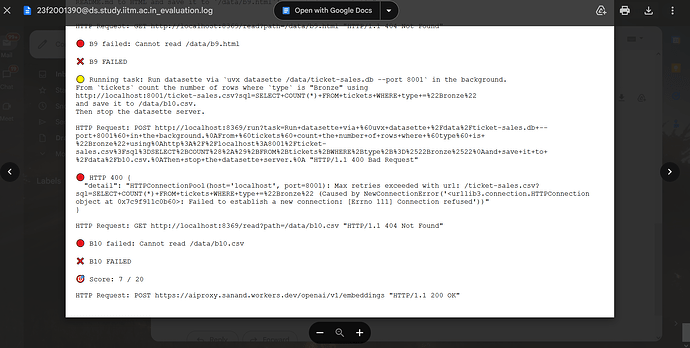 23f2001390@ds.study.iitm.ac.in_evaluation.log
Open with Google Docs
README.md to HTML and save it to /data/b9.html
HTTP Request: GET http://localhost:8369/read?path=/data/b9.html "HTTP/1.1 404 Not Found"
B9 failed: Cannot read /data/b9.html
B9 FAILED
Running task: Run datasette via `uvx datasette /data/ticket-sales.db --port 8001` in the background.
From `tickets` count the number of rows where `type` is "Bronze" using
http://localhost:8001/ticket-sales.csv?sql=SELECT+COUNT(*)+FROM+tickets+WHERE+type+=%22Bronze%22
and save it to /data/b10.csv.
Then stop the datasette server.
HTTP Request: POST http://localhost:8369/run?task=Run+datasette+via+%60uvx+datasette+%2Fdata%2Fticket-sales.db+--
port+8001%60+in+the+background.%0AFrom+%60tickets%60+count+the+number+of+rows+where+%60type%60+is+
%22Bronze%22+using%0Ahttp%3A%2F%2Flocalhost%3A8001%2Fticket-
sales.csv%3Fsql%3DSELECT%2BCOUNT%28%2A%29%2BFROM%2Btickets%2BWHERE%2Btype%2B%3D%2522Bronze%2522%0Aand+save+it+to+
%2Fdata%2Fb10.csv.%0AThen+stop+the+datasette+server.%0A "HTTP/1.1 400 Bad Request"
HTTP 400 {
"detail": "HTTPConnectionPool(host='localhost', port=8001): Max retries exceeded with url: /ticket-sales.csv?
sql=SELECT+COUNT(*)+FROM+tickets+WHERE+type+=%22Bronze%22 (Caused by NewConnectionError('<urllib3.connection.HTTPConnection
object at 0x7c9f911c0b60>: Failed to establish a new connection: [Errno 111] Connection refused'))"
}
HTTP Request: GET http://localhost:8369/read?path=/data/b10.csv "HTTP/1.1 404 Not Found"
B10 failed: Cannot read /data/b10.csv
B10 FAILED
Score: 7 / 20
HTTP Request: POST https://aiproxy.sanand.workers.dev/openai/v1/embeddings "HTTP/1.1 200 OK"